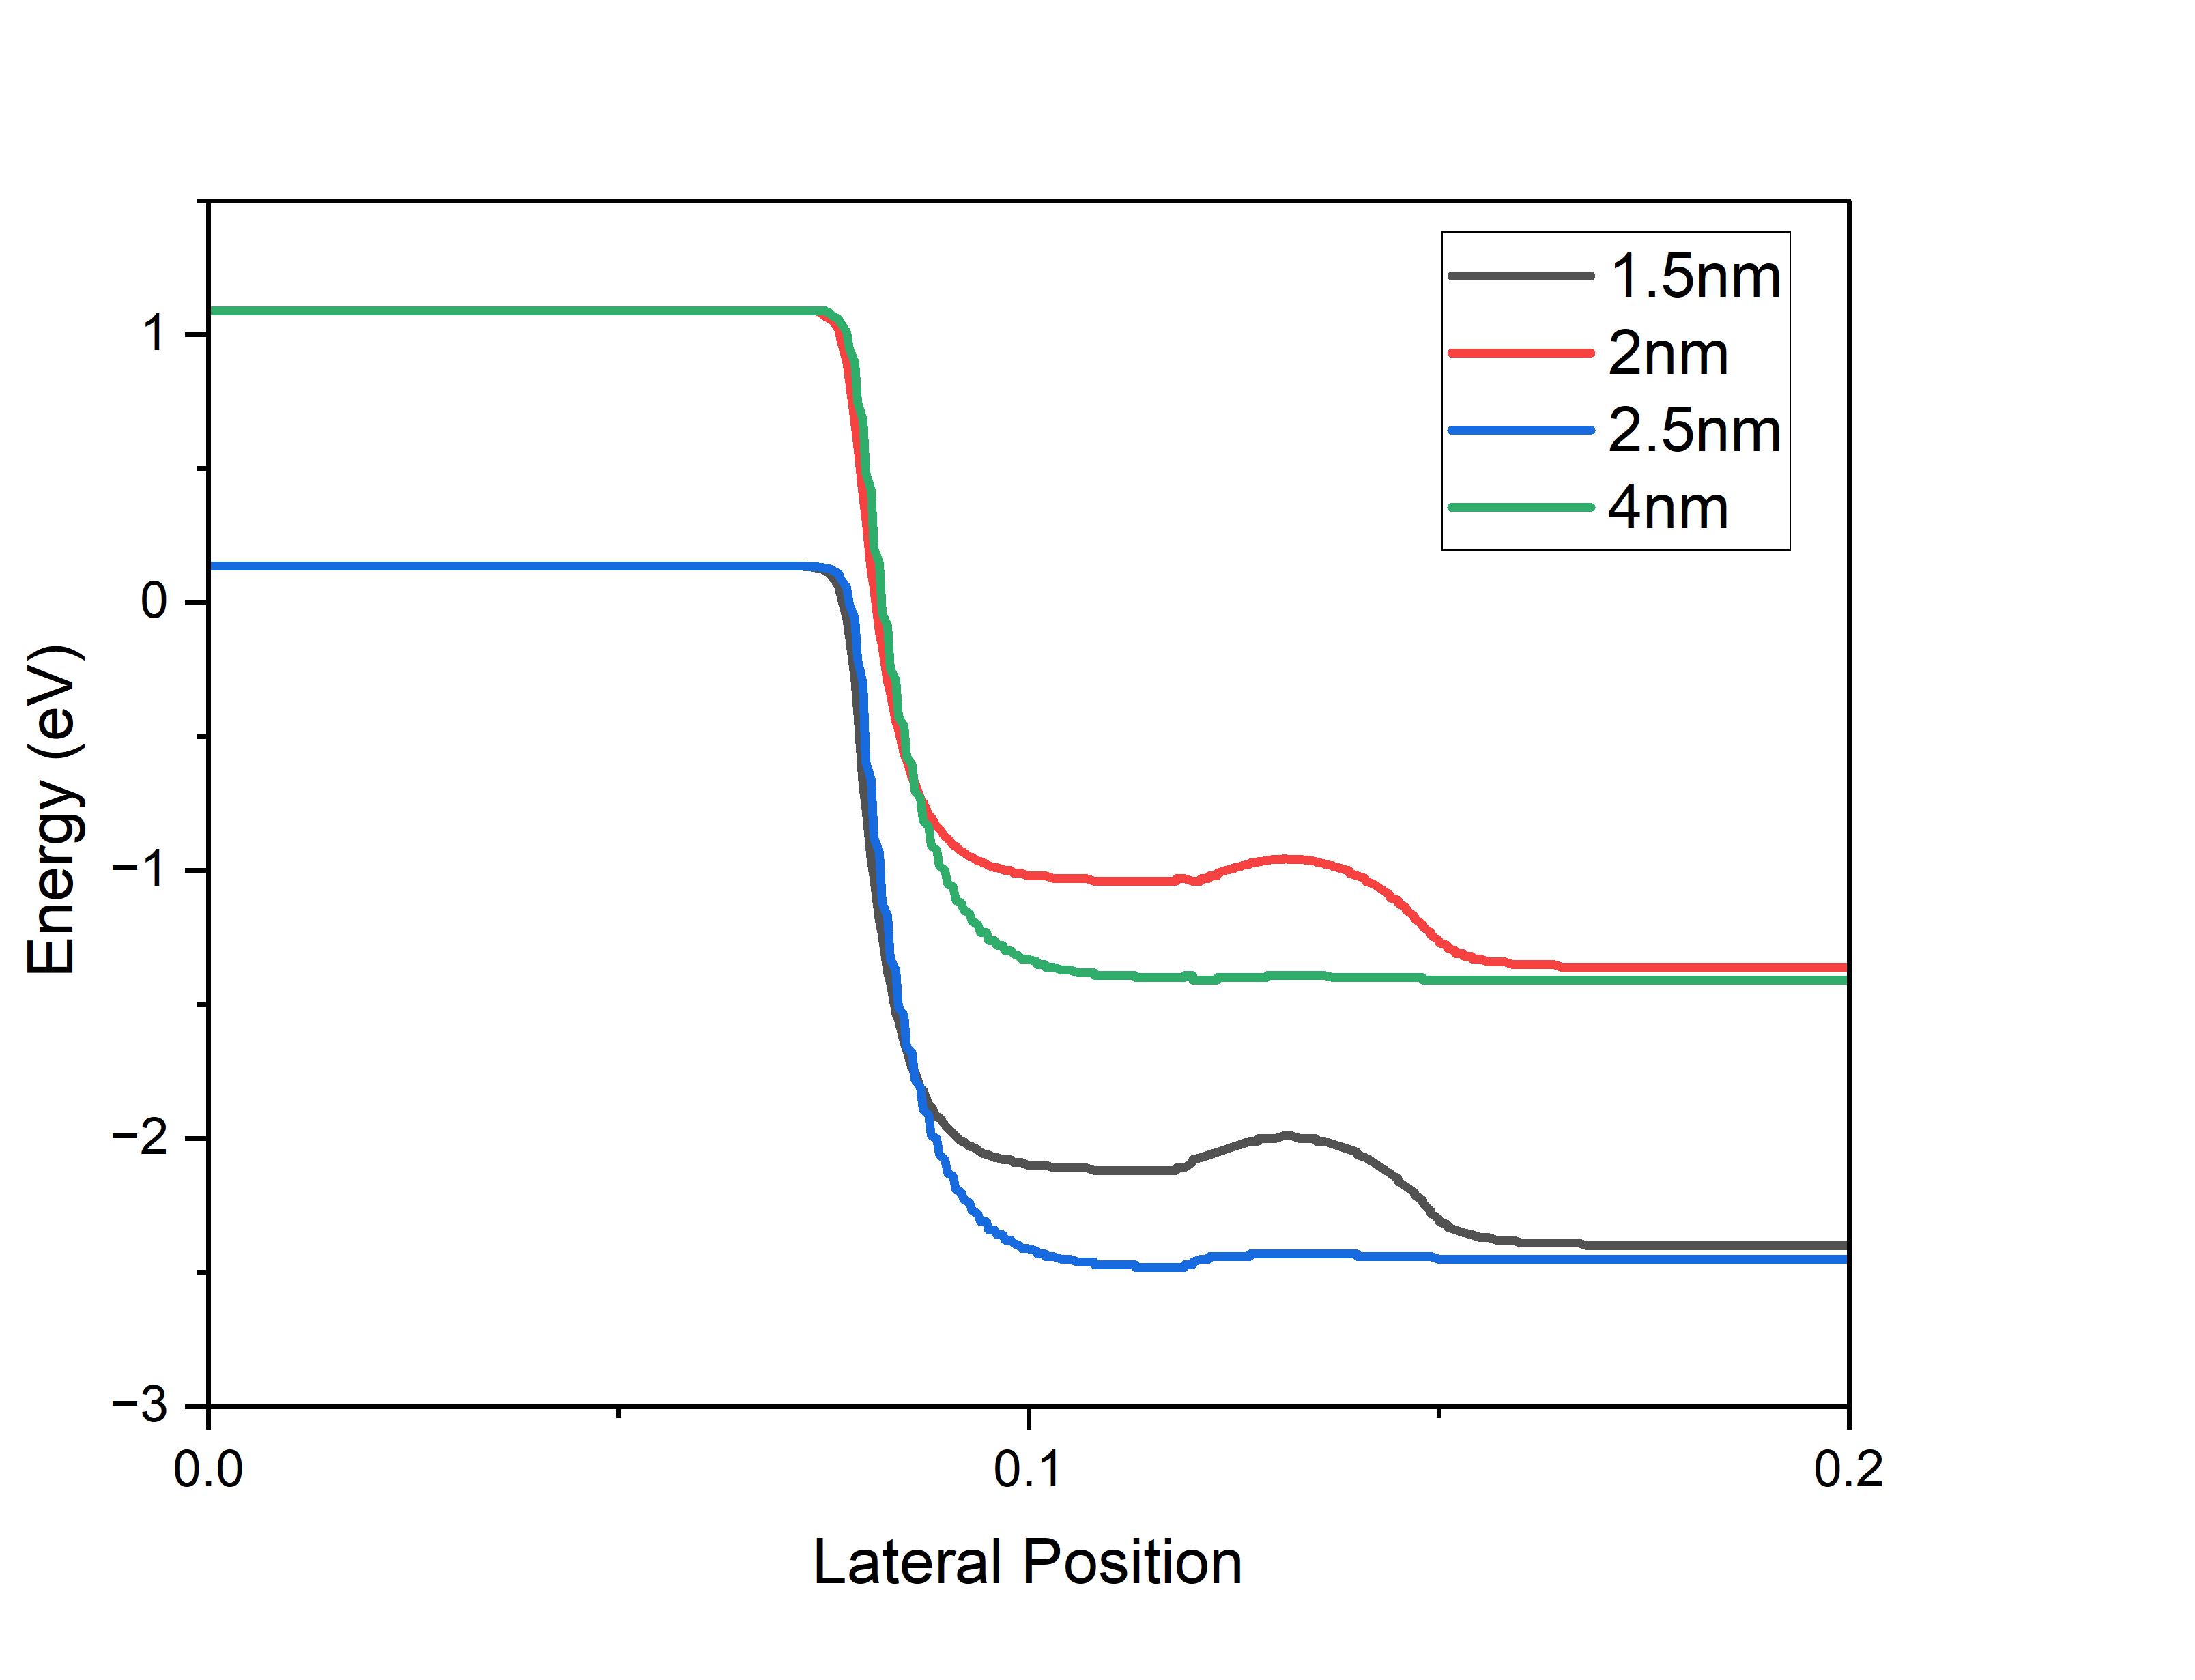 1.5nm
2nm
2.5nm
4nm
1
0
−1
−2
−3
Energy (eV)
0.0 0.1 0.2
Lateral Position